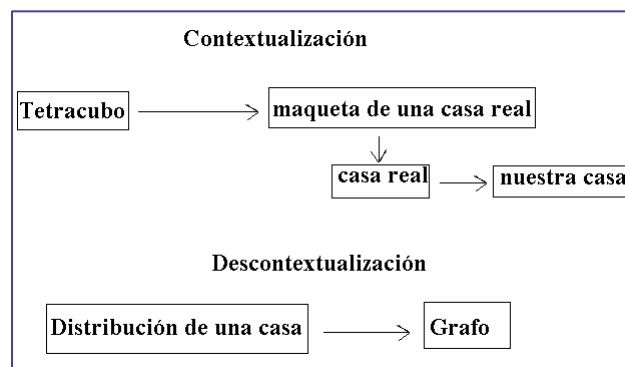 Contextualización
Tetracubo
maqueta de una casa real
casa real
nuestra casa
Descontextualización
Distribución de una casa
Grafo